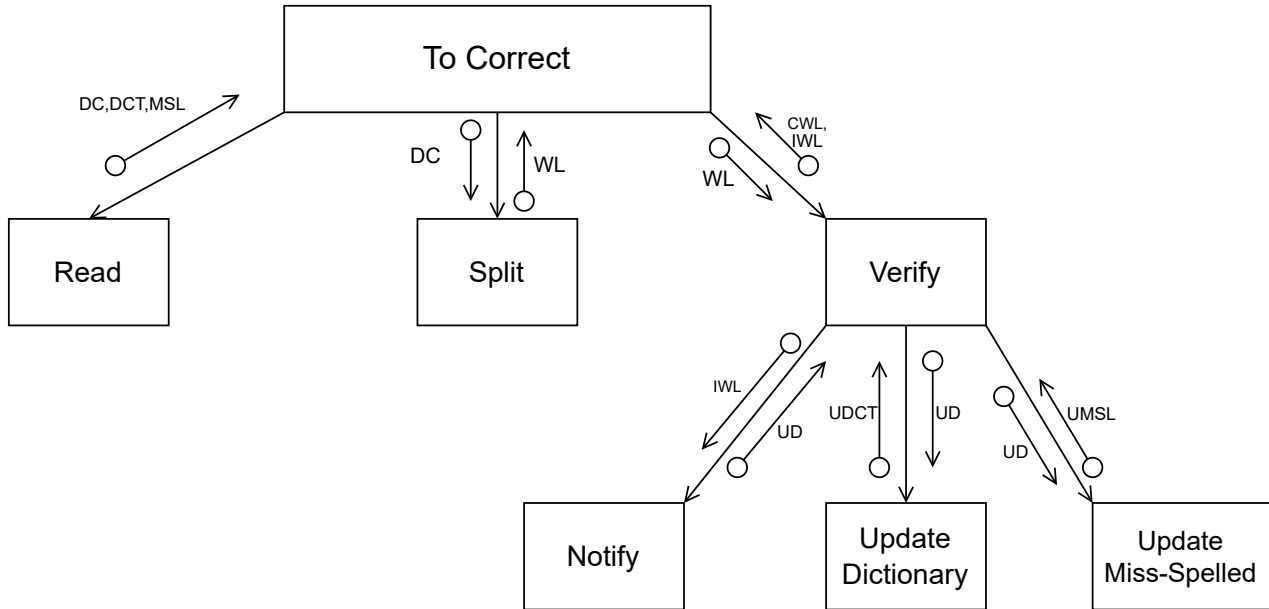 To Correct
DC,DCT,MSL
DC
WL
WL
CWL,
IWL
Read
Split
Verify
IWL
UD
UDCT
UD
UD
UMSL
Notify
Update
Dictionary
Update
Miss-Spelled